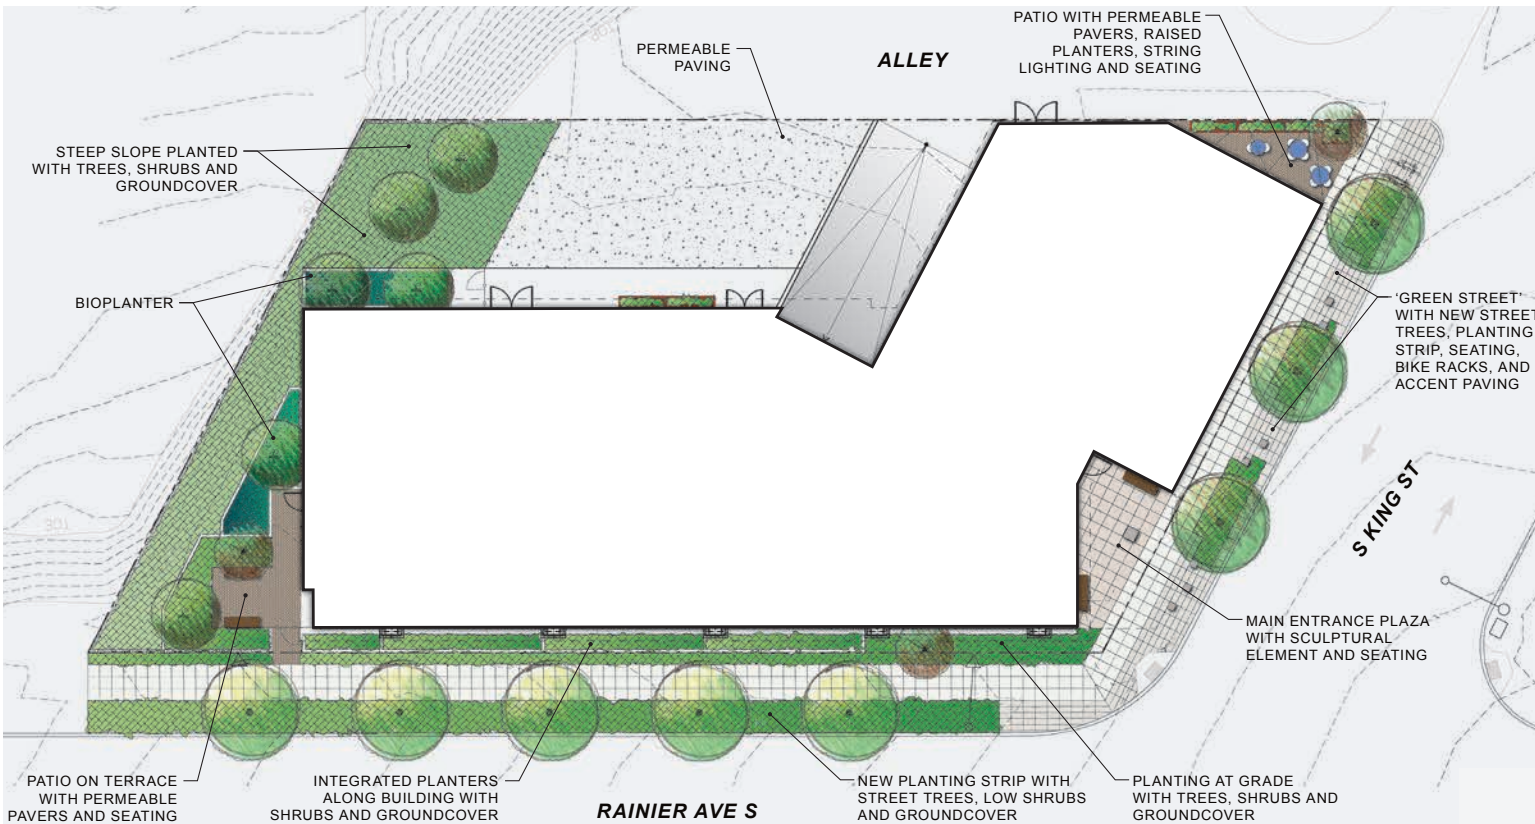 PATIO WITH PERMEABLE
PAVERS, RAISED
PLANTERS, STRING
LIGHTING AND SEATING
PERMEABLE
PAVING
ALLEY
STEEP SLOPE PLANTED
WITH TREES, SHRUBS AND
GROUNDCOVER
BIOPLANTER
'GREEN STREET'
WITH NEW STREET
TREES, PLANTING
STRIP, SEATING,
BIKE RACKS, AND
ACCENT PAVING
S KING ST
MAIN ENTRANCE PLAZA
WITH SCULPTURAL
ELEMENT AND SEATING
PATIO ON TERRACE
WITH PERMEABLE
PAVERS AND SEATING
INTEGRATED PLANTERS
ALONG BUILDING WITH
SHRUBS AND GROUNDCOVER
RAINIER AVE S
NEW PLANTING STRIP WITH
STREET TREES, LOW SHRUBS
AND GROUNDCOVER
PLANTING AT GRADE
WITH TREES, SHRUBS AND
GROUNDCOVER